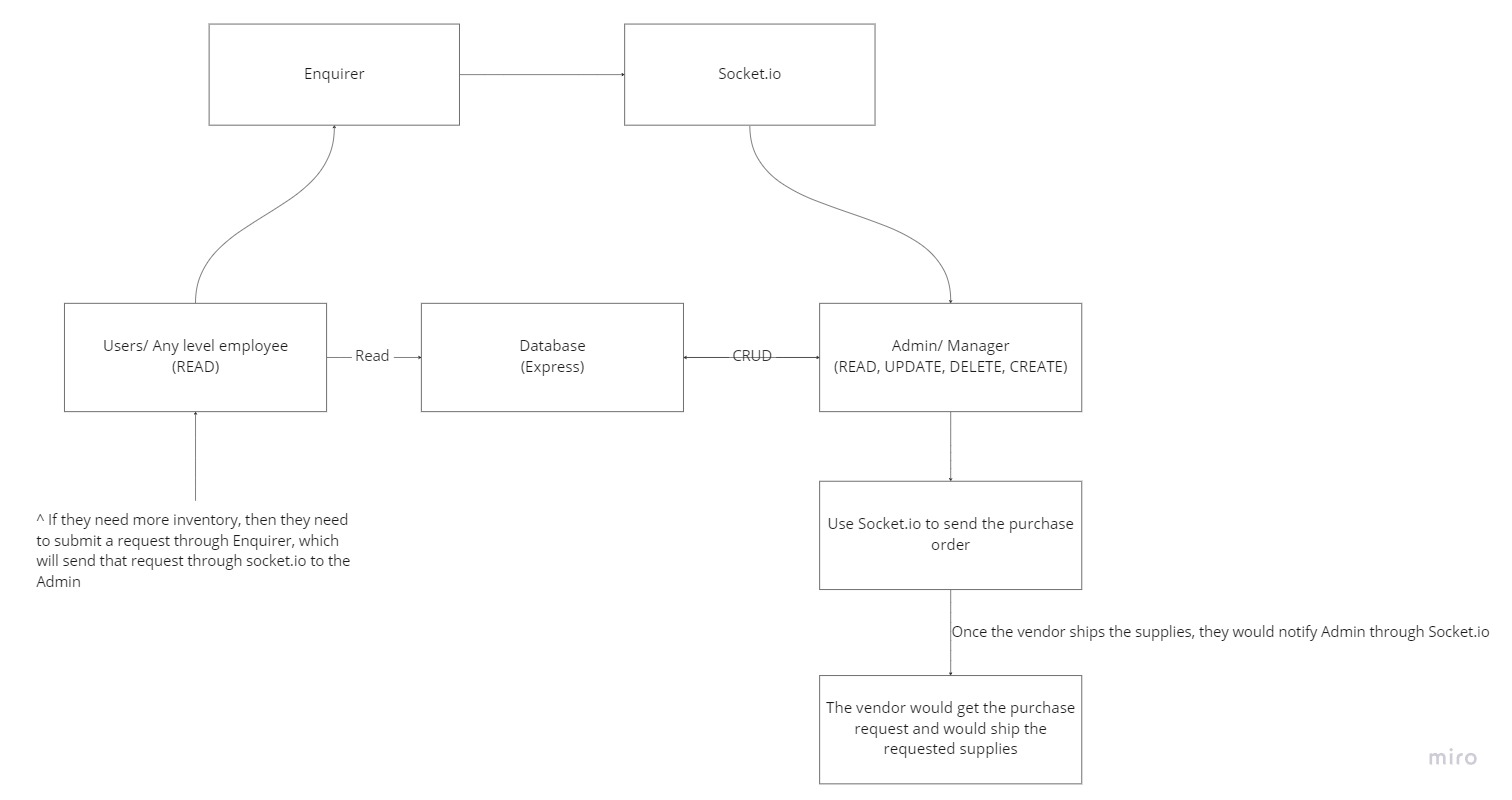 Enquirer
Socket.io
Users/ Any level employee
(READ)
Read
Database
(Express)
CRUD
Admin/ Manager
(READ, UPDATE, DELETE, CREATE)
^ If they need more inventory, then they need
to submit a request through Enquirer, which
will send that request through socket.io to the
Admin
Use Socket.io to send the purchase
order
Once the vendor ships the supplies, they would notify Admin through Socket.io
The vendor would get the purchase
request and would ship the
requested supplies
miro